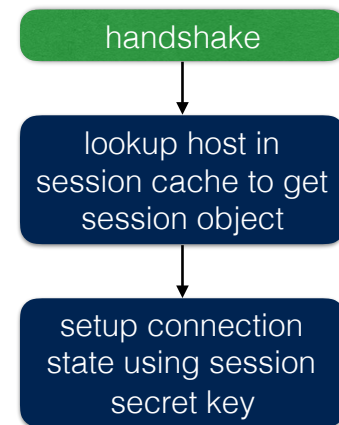 handshake
lookup host in
session cache to get
session object
setup connection
state using session
secret key